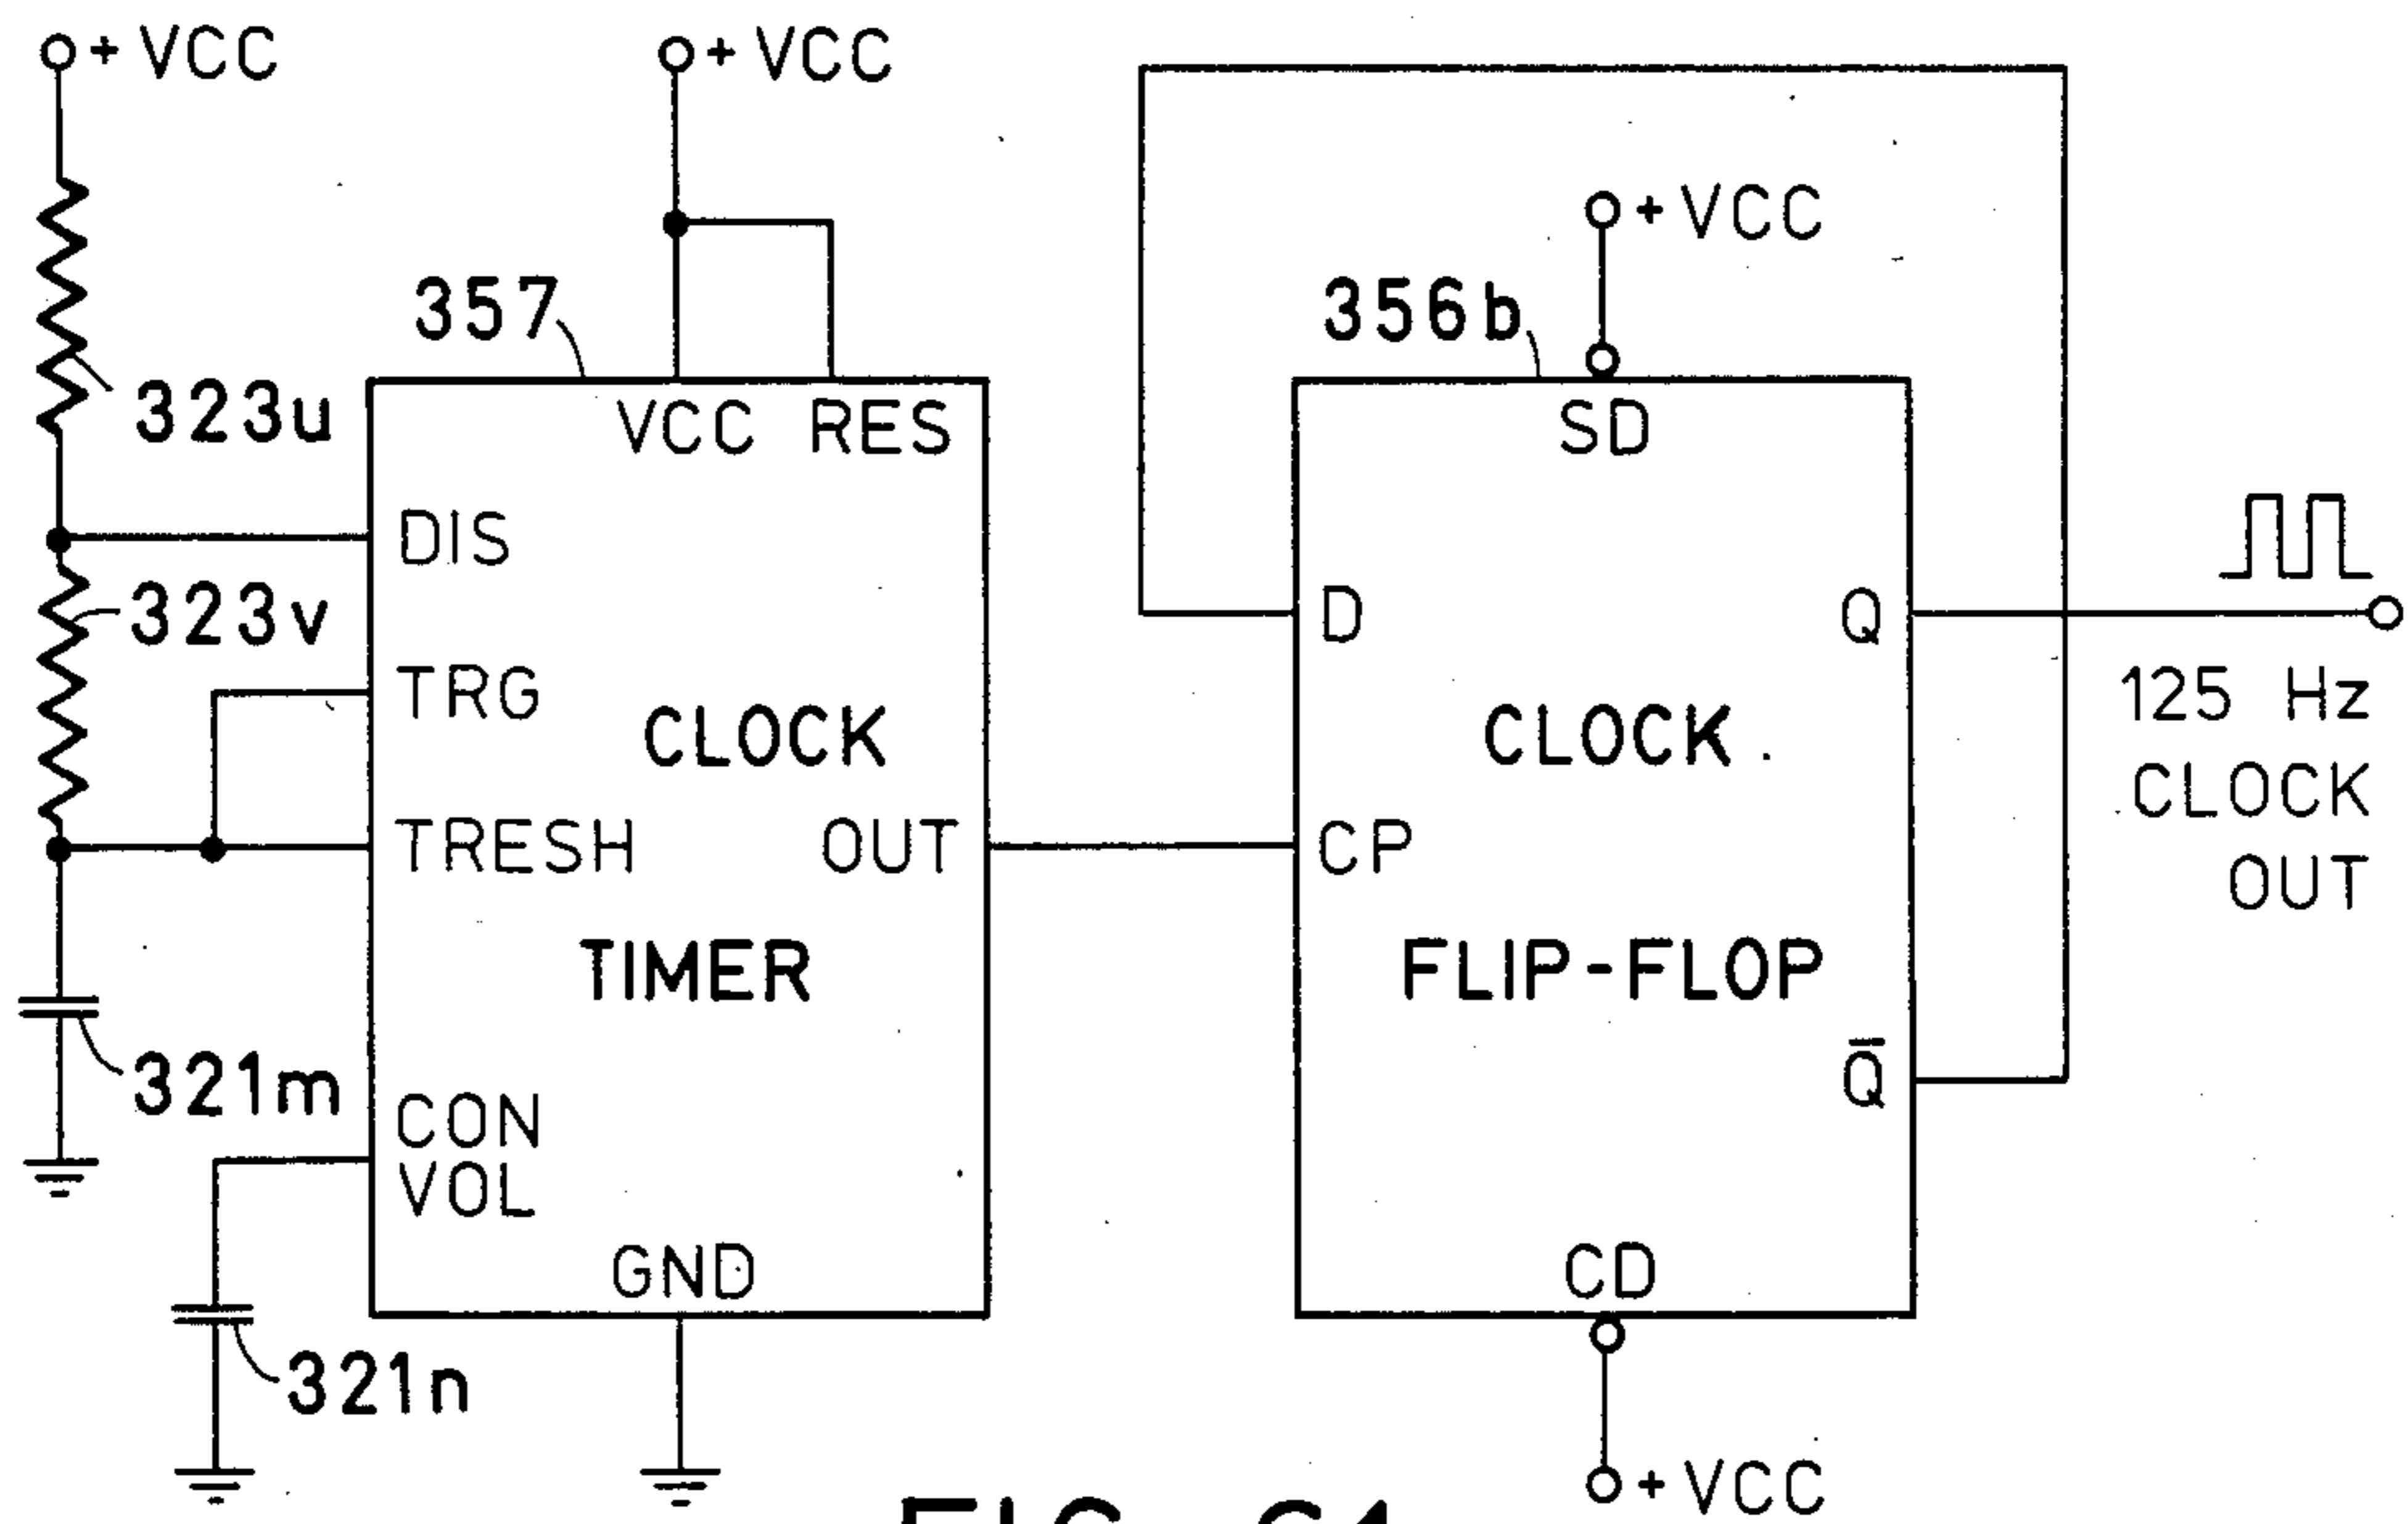 + VCC
+ VCC
+ VCC
357
356b
323u
VCC RES
SD
DIS
323v
D
Q
TRG
125 Hz
CLOCK
CLOCK
CLOCK
TRESH
OUT
CP
OUT
TIMER
FLIP-FLOP
321m
Q̅
CON
VOL
GND
CD
321n
+ VCC